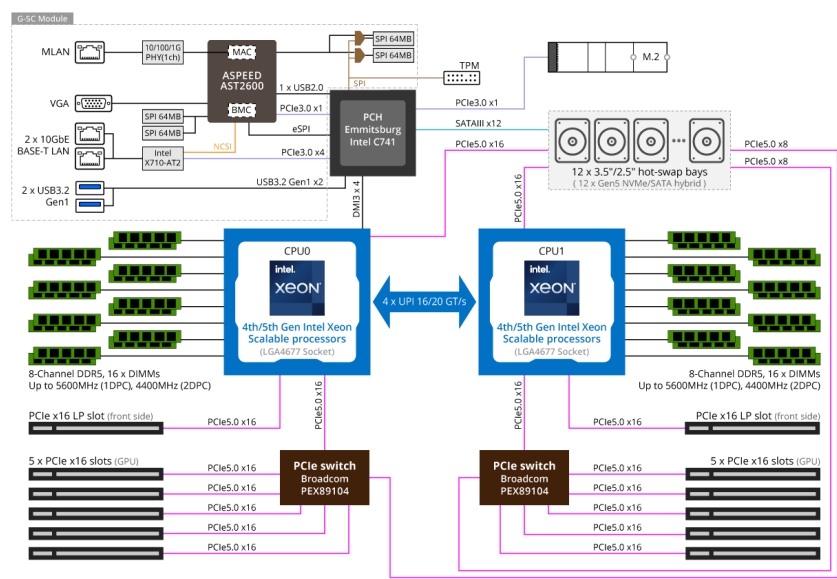 G-SC Module
MLAN
10/100/1G
PHY(1ch)
MAC
ASPEED
AST2600
BMC
SPI 64MB
SPI 64MB
SPI
TPM
M.2
VGA
SPI 64MB
SPI 64MB
1 x USB2.0
PCIe3.0 x1
eSPI
PCH
Emmitsburg
Intel C741
PCIe3.0 x1
SATAIII x12
PCIe5.0 x16
2 x 10GbE
BASE-T LAN
Intel
X710-AT2
NCSI
PCIe3.0 x4
2 x USB3.2
Gen1
USB3.2 Gen1 x2
DMI3 x 4
PCIe5.0 x16
12 x 3.5"/2.5" hot-swap bays
( 12 x Gen5 NVMe/SATA hybrid )
PCIe5.0 x8
PCIe5.0 x8
CPU0
intel.
XEON
4th/5th Gen Intel Xeon
Scalable processors
(LGA4677 Socket)
4 x UPI 16/20 GT/s
CPU1
intel.
XEON
4th/5th Gen Intel Xeon
Scalable processors
(LGA4677 Socket)
8-Channel DDR5, 16 x DIMMs
Up to 5600MHz (1DPC), 4400MHz (2DPC)
8-Channel DDR5, 16 x DIMMs
Up to 5600MHz (1DPC), 4400MHz (2DPC)
PCIe x16 LP slot (front side)
PCIe5.0 x16
PCIe5.0 x16
PCIe5.0 x16
PCIe5.0 x16
PCIe x16 LP slot (front side)
5 x PCIe x16 slots (GPU)
PCIe5.0 x16
PCIe5.0 x16
PCIe5.0 x16
PCIe5.0 x16
PCIe5.0 x16
PCIe switch
Broadcom
PEX89104
PCIe switch
Broadcom
PEX89104
5 x PCIe x16 slots (GPU)
PCIe5.0 x16
PCIe5.0 x16
PCIe5.0 x16
PCIe5.0 x16
PCIe5.0 x16